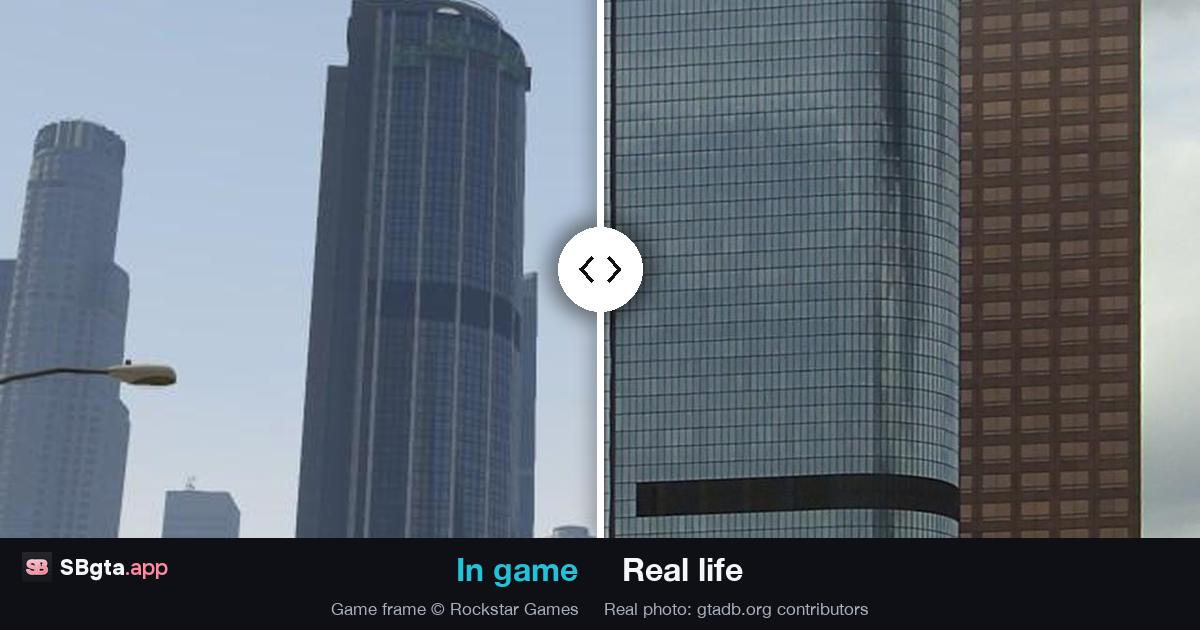 SB SBgta.app
In game Real life
Game frame © Rockstar Games Real photo: gtadb.org contributors